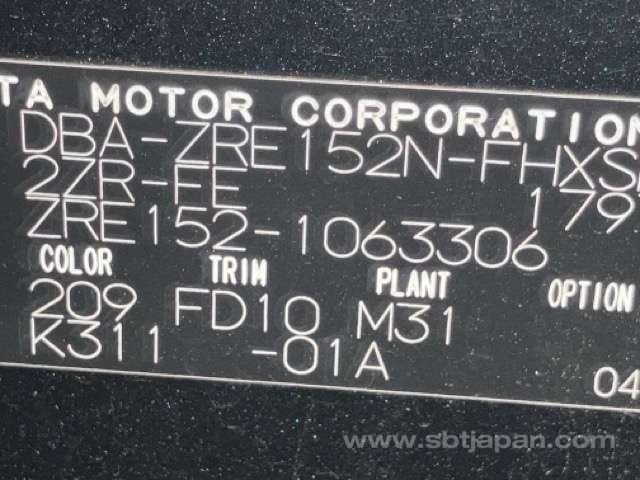 TA MOTOR CORPORATION
DBA-ZRE152N-FHXS
2ZR-FE 179
ZRE152-1063306
COLOR TRIM PLANT OPTION
209 FD10 M31
K311 -01A 04
www.sbtjapan.com